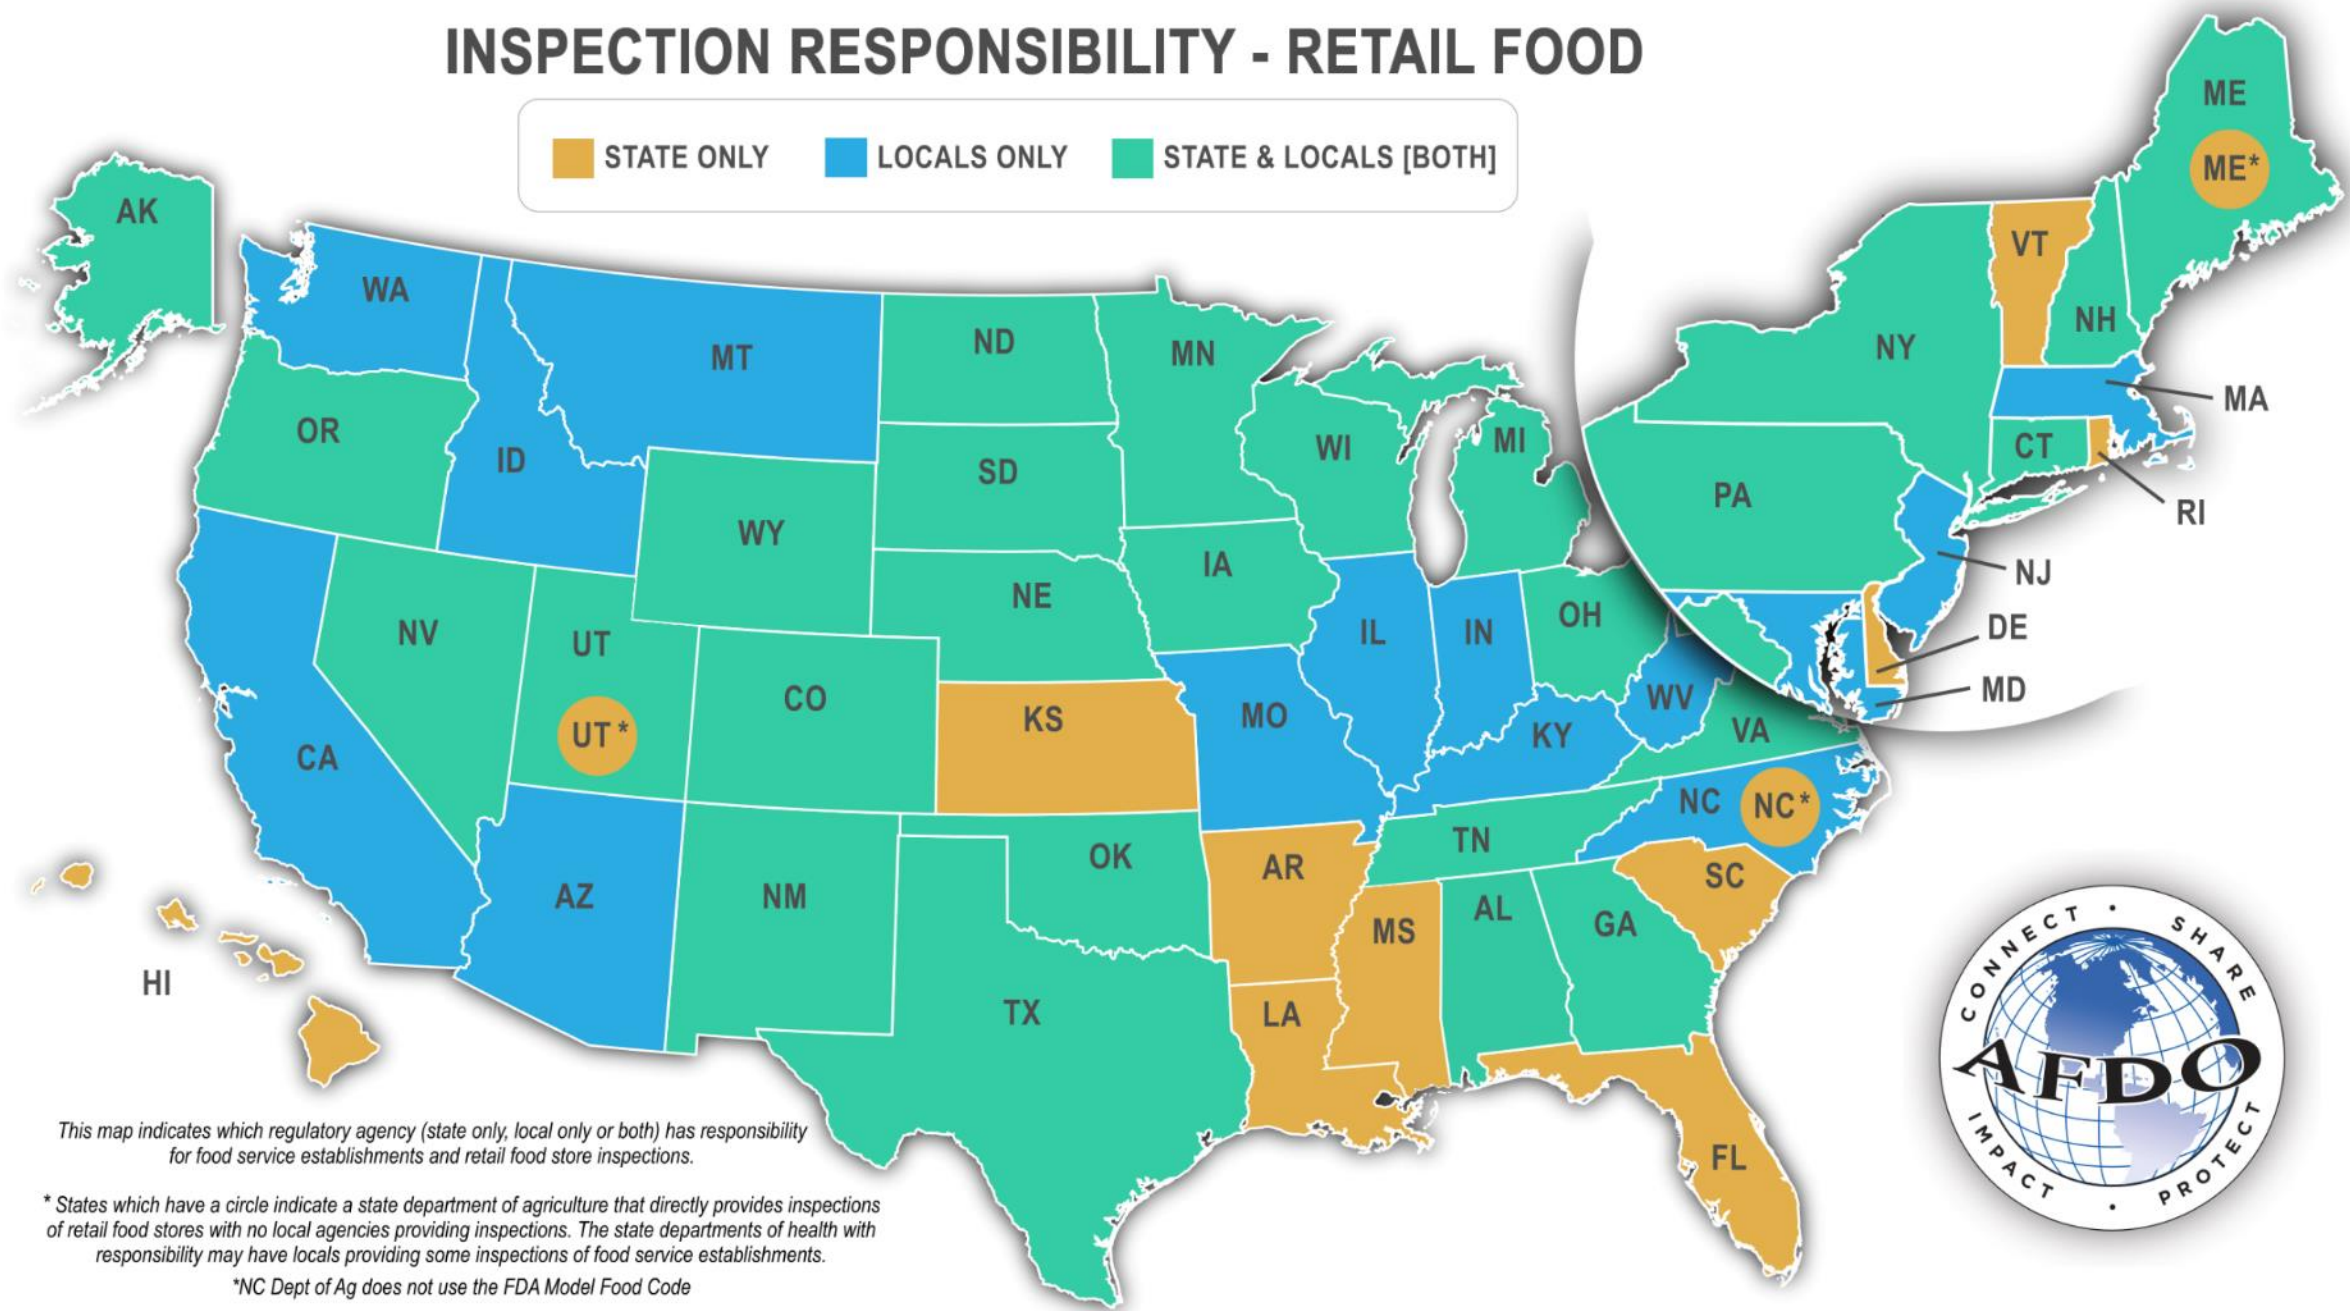 INSPECTION RESPONSIBILITY - RETAIL FOOD
STATE ONLY
LOCALS ONLY
STATE & LOCALS [BOTH]
ME
ME*
AK
VT
WA
NH
NY
ND
MN
MT
MA
OR
WI
MI
CT
ID
SD
PA
RI
WY
IA
NJ
NE
OH
DE
NV
UT
IL
IN
CO
WV
MD
KS
MO
UT *
KY
VA
CA
NC
NC*
TN
OK
AR
SC
AZ
NM
AL
GA
MS
HI
TX
LA
FL
CONNECT • SHARE
AFDO
IMPACT • PROTECT
This map indicates which regulatory agency (state only, local only or both) has responsibility
for food service establishments and retail food store inspections.
* States which have a circle indicate a state department of agriculture that directly provides inspections
of retail food stores with no local agencies providing inspections. The state departments of health with
responsibility may have locals providing some inspections of food service establishments.
*NC Dept of Ag does not use the FDA Model Food Code